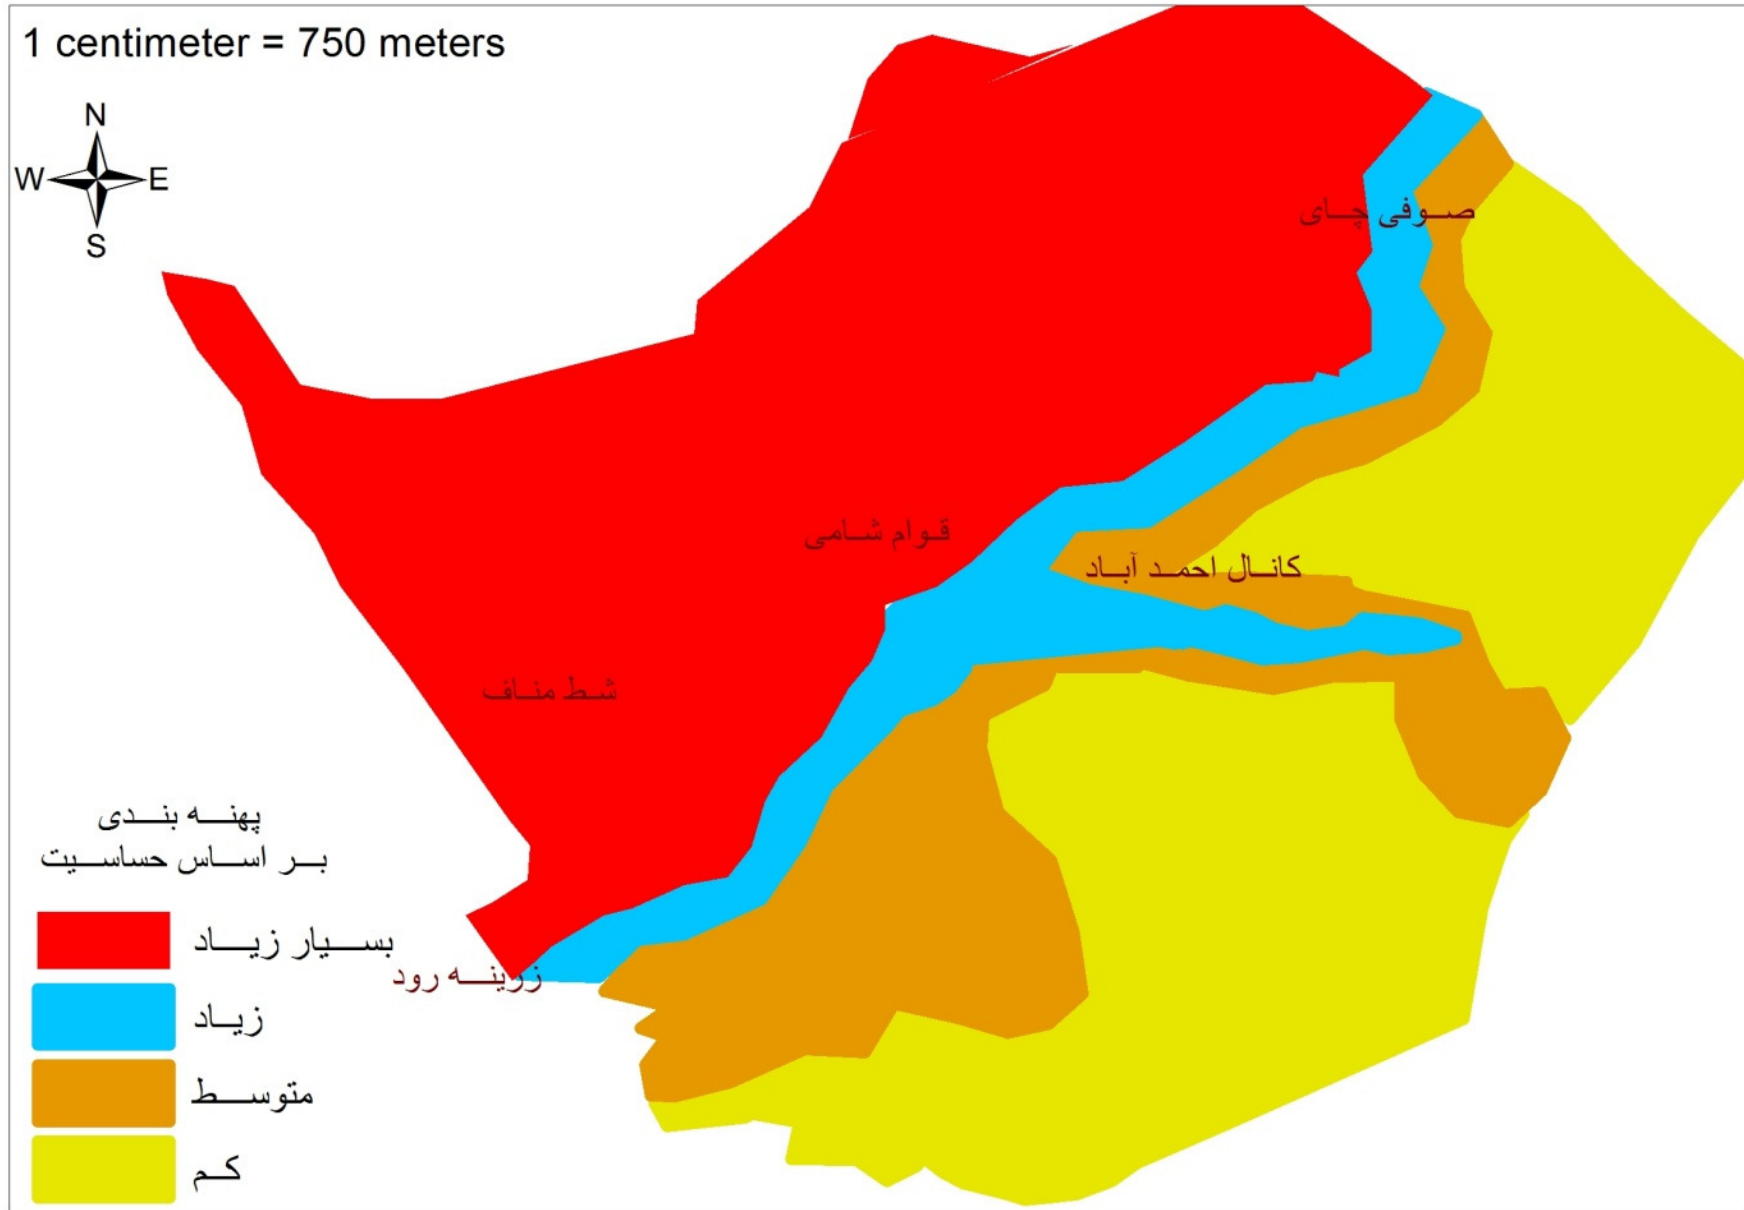 1 centimeter = 750 meters
N
W E
S
صوفی چای
قوام شامی
کانال احمد آباد
شط مناف
پهنه بندی
بر اساس حساسیت
بسیار زیاد
زرینه رود
زیاد
متوسط
کم